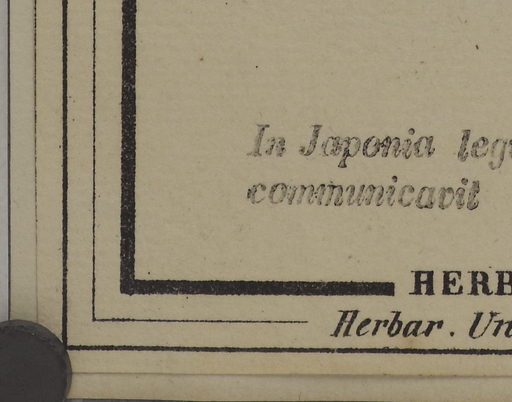 In Japonia leg
communicavit
HERB
Herbar. Un